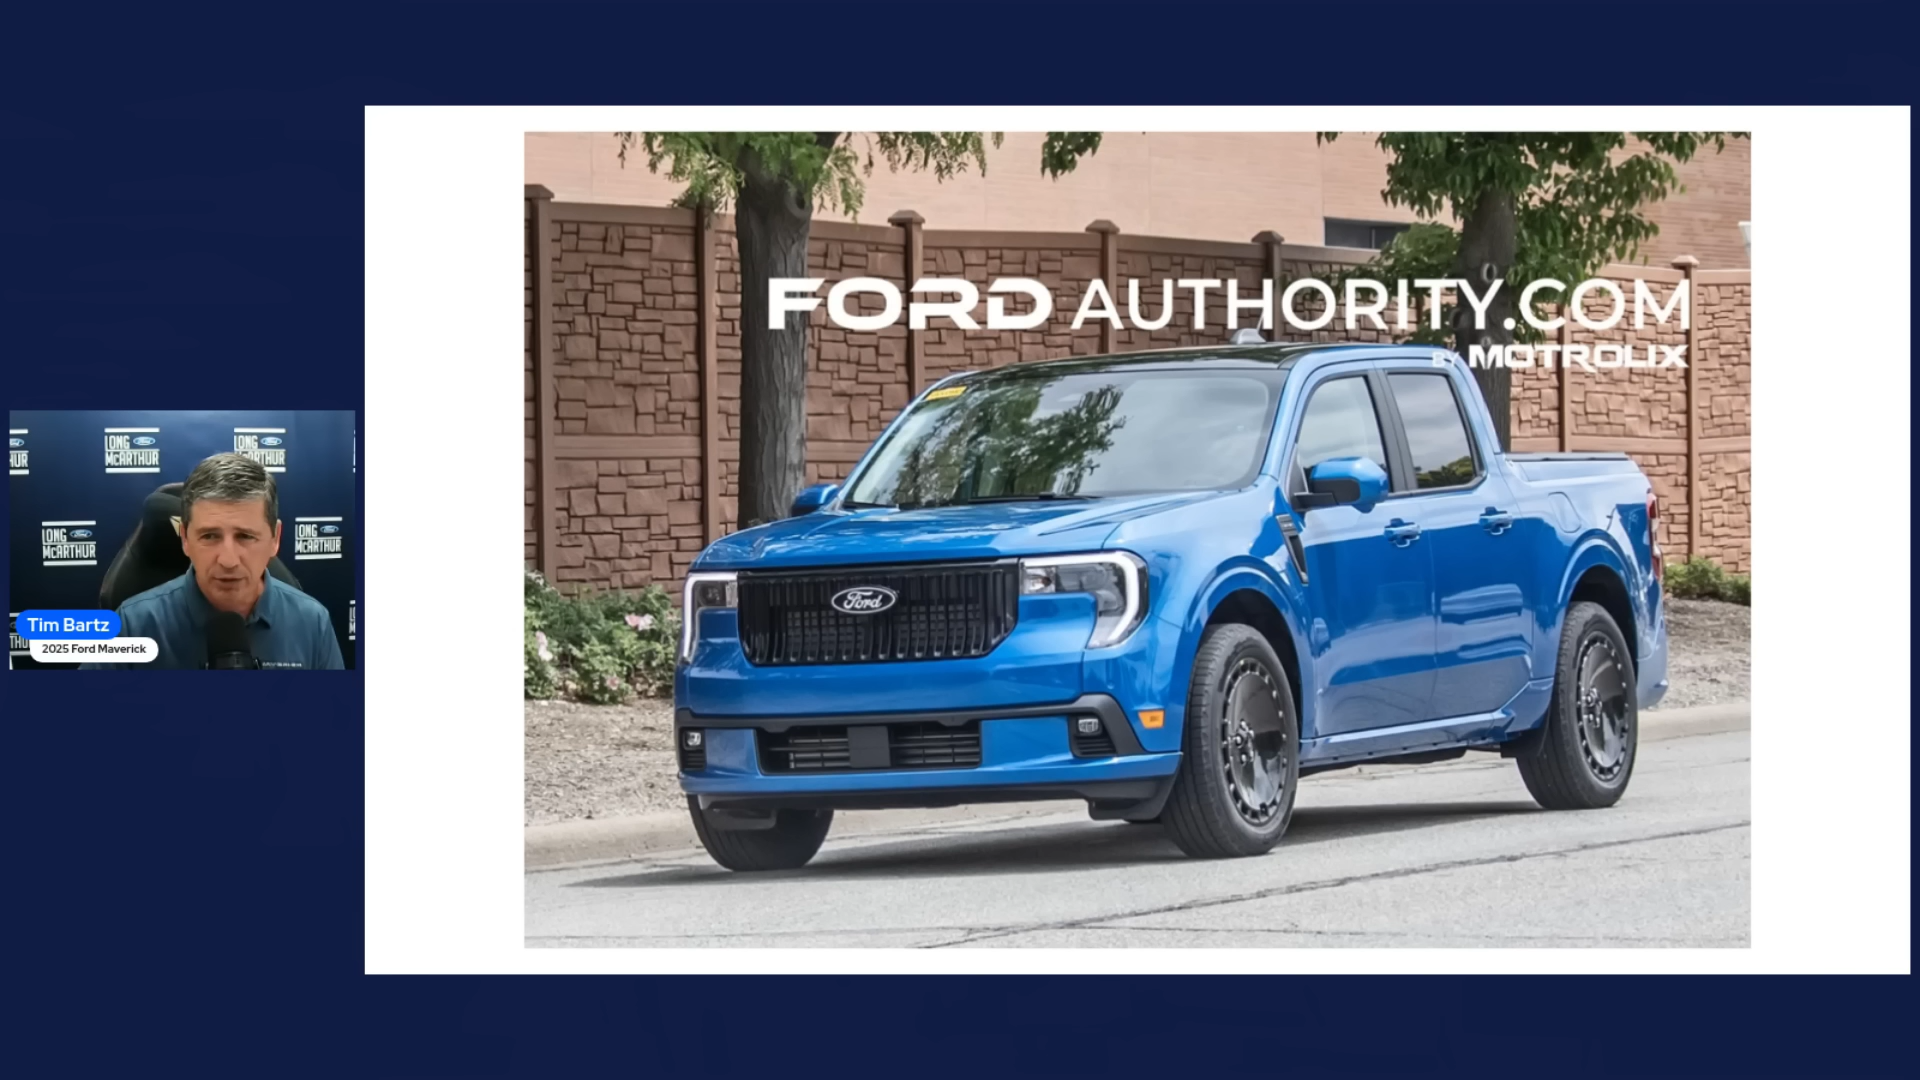 FORD AUTHORITY.COM
BY MOTROLIX
Ford
LONG
McARTHUR
LONG
McARTHUR
LONG
McARTHUR
LONG
McARTHUR
Tim Bartz
2025 Ford Maverick